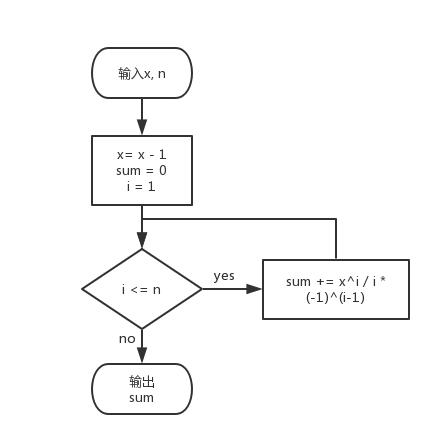 输入x, n
x= x - 1
sum = 0
i = 1
i <= n
yes
sum += x^i / i *
(-1)^(i-1)
no
输出
sum